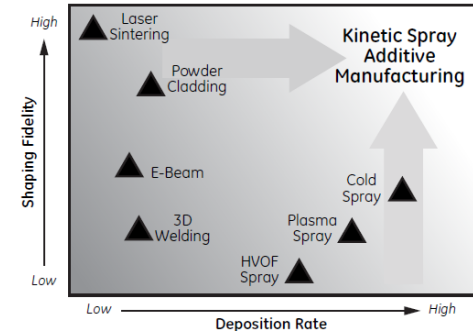 High
Laser
Sintering
Kinetic Spray
Additive
Manufacturing
Powder
Cladding
Shaping Fidelity
E-Beam
Cold
Spray
3D
Welding
Plasma
Spray
HVOF
Spray
Low
Low
High
Deposition Rate